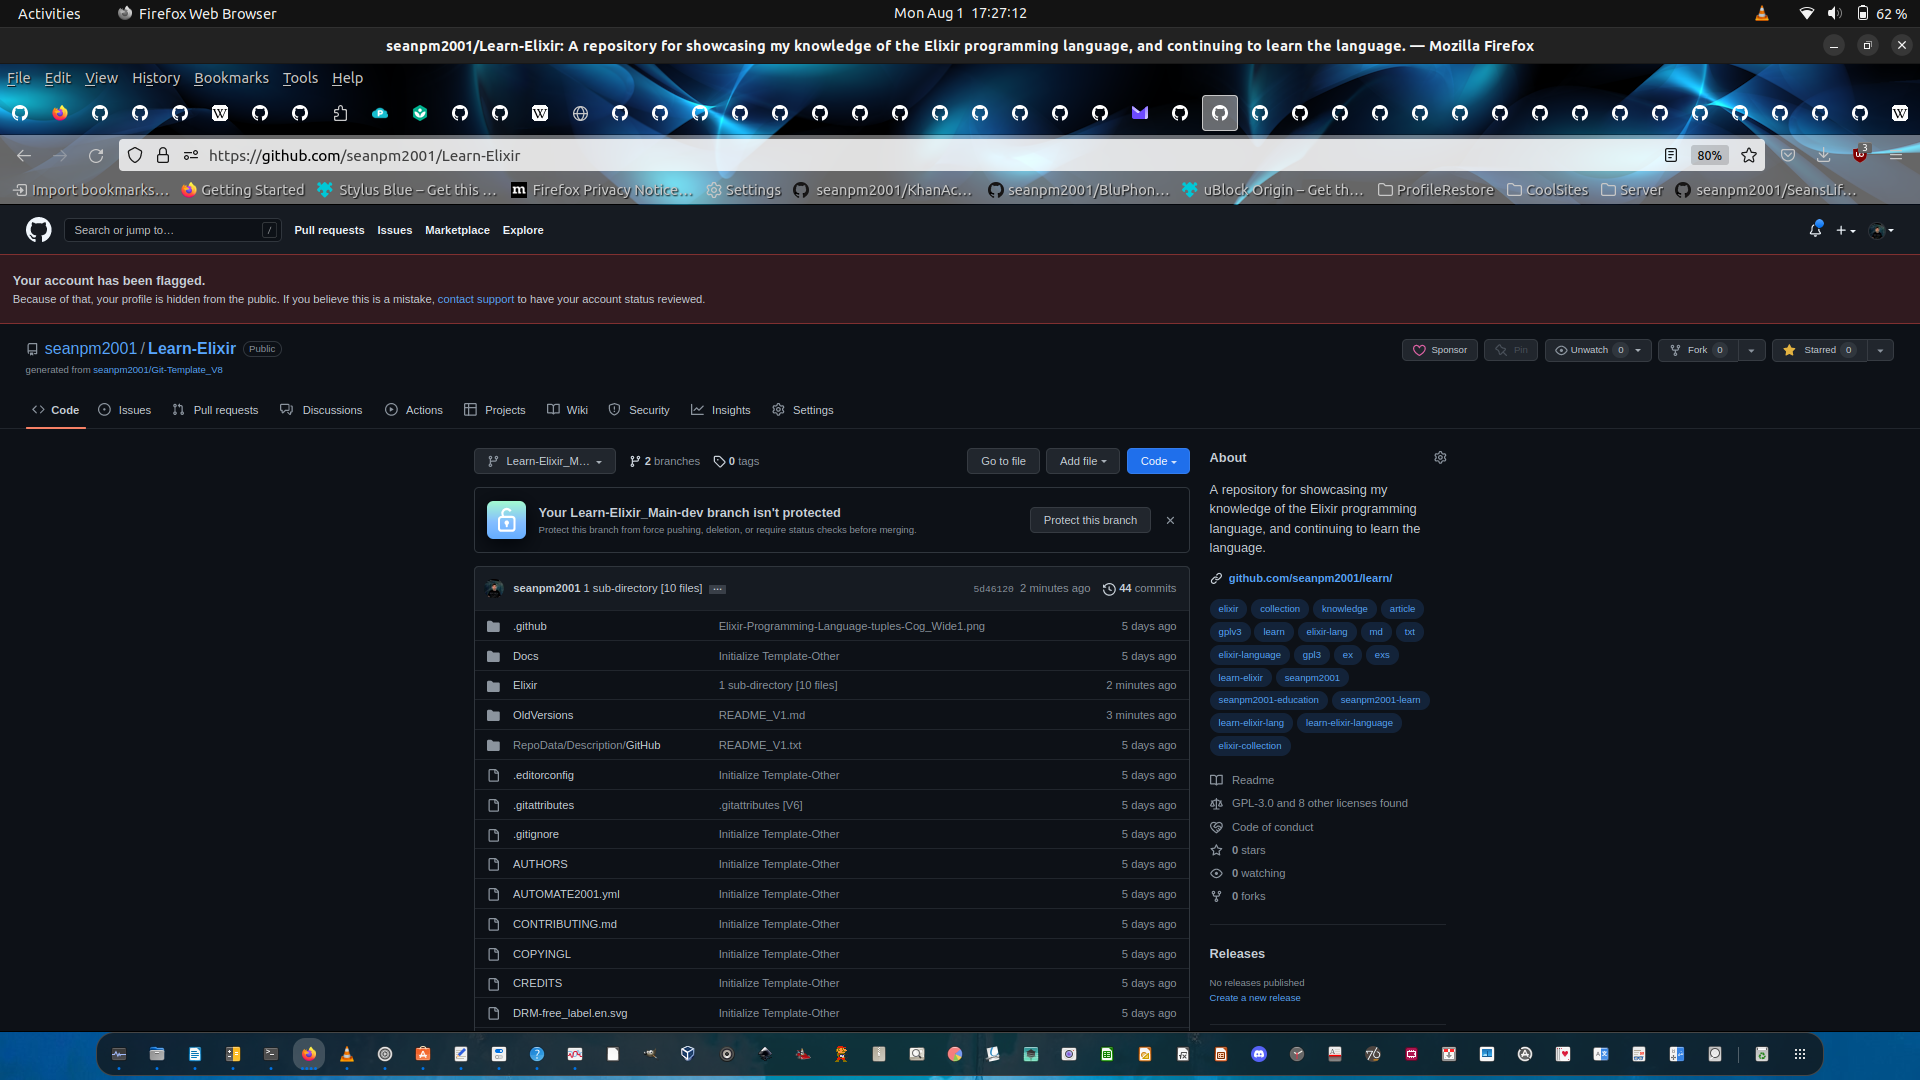 Activities Firefox Web Browser Mon Aug 1 17:27:12 62 %
seanpm2001/Learn-Elixir: A repository for showcasing my knowledge of the Elixir programming language, and continuing to learn the language. — Mozilla Firefox
File Edit View History Bookmarks Tools Help
https://github.com/seanpm2001/Learn-Elixir 80% 3
Import bookmarks… Getting Started Stylus Blue – Get this … Firefox Privacy Notice… Settings seanpm2001/KhanAc… seanpm2001/BluPhon… uBlock Origin – Get th… ProfileRestore CoolSites Server seanpm2001/SeansLif…
Search or jump to… / Pull requests Issues Marketplace Explore
Your account has been flagged.
Because of that, your profile is hidden from the public. If you believe this is a mistake, contact support to have your account status reviewed.
seanpm2001 / Learn-Elixir Public Sponsor Pin Unwatch 0 Fork 0 Starred 0
generated from seanpm2001/Git-Template_V8
Code Issues Pull requests Discussions Actions Projects Wiki Security Insights Settings
Learn-Elixir_M… 2 branches 0 tags Go to file Add file Code
Your Learn-Elixir_Main-dev branch isn't protected
Protect this branch from force pushing, deletion, or require status checks before merging.
Protect this branch
seanpm2001 1 sub-directory [10 files] … 5d46120 2 minutes ago 44 commits
.github Elixir-Programming-Language-tuples-Cog_Wide1.png 5 days ago
Docs Initialize Template-Other 5 days ago
Elixir 1 sub-directory [10 files] 2 minutes ago
OldVersions README_V1.md 3 minutes ago
RepoData/Description/GitHub README_V1.txt 5 days ago
.editorconfig Initialize Template-Other 5 days ago
.gitattributes .gitattributes [V6] 5 days ago
.gitignore Initialize Template-Other 5 days ago
AUTHORS Initialize Template-Other 5 days ago
AUTOMATE2001.yml Initialize Template-Other 5 days ago
CONTRIBUTING.md Initialize Template-Other 5 days ago
COPYINGL Initialize Template-Other 5 days ago
CREDITS Initialize Template-Other 5 days ago
DRM-free_label.en.svg Initialize Template-Other 5 days ago
About
A repository for showcasing my
knowledge of the Elixir programming
language, and continuing to learn the
language.
github.com/seanpm2001/learn/
elixir collection knowledge article
gplv3 learn elixir-lang md txt
elixir-language gpl3 ex exs
learn-elixir seanpm2001
seanpm2001-education seanpm2001-learn
learn-elixir-lang learn-elixir-language
elixir-collection
Readme
GPL-3.0 and 8 other licenses found
Code of conduct
0 stars
0 watching
0 forks
Releases
No releases published
Create a new release